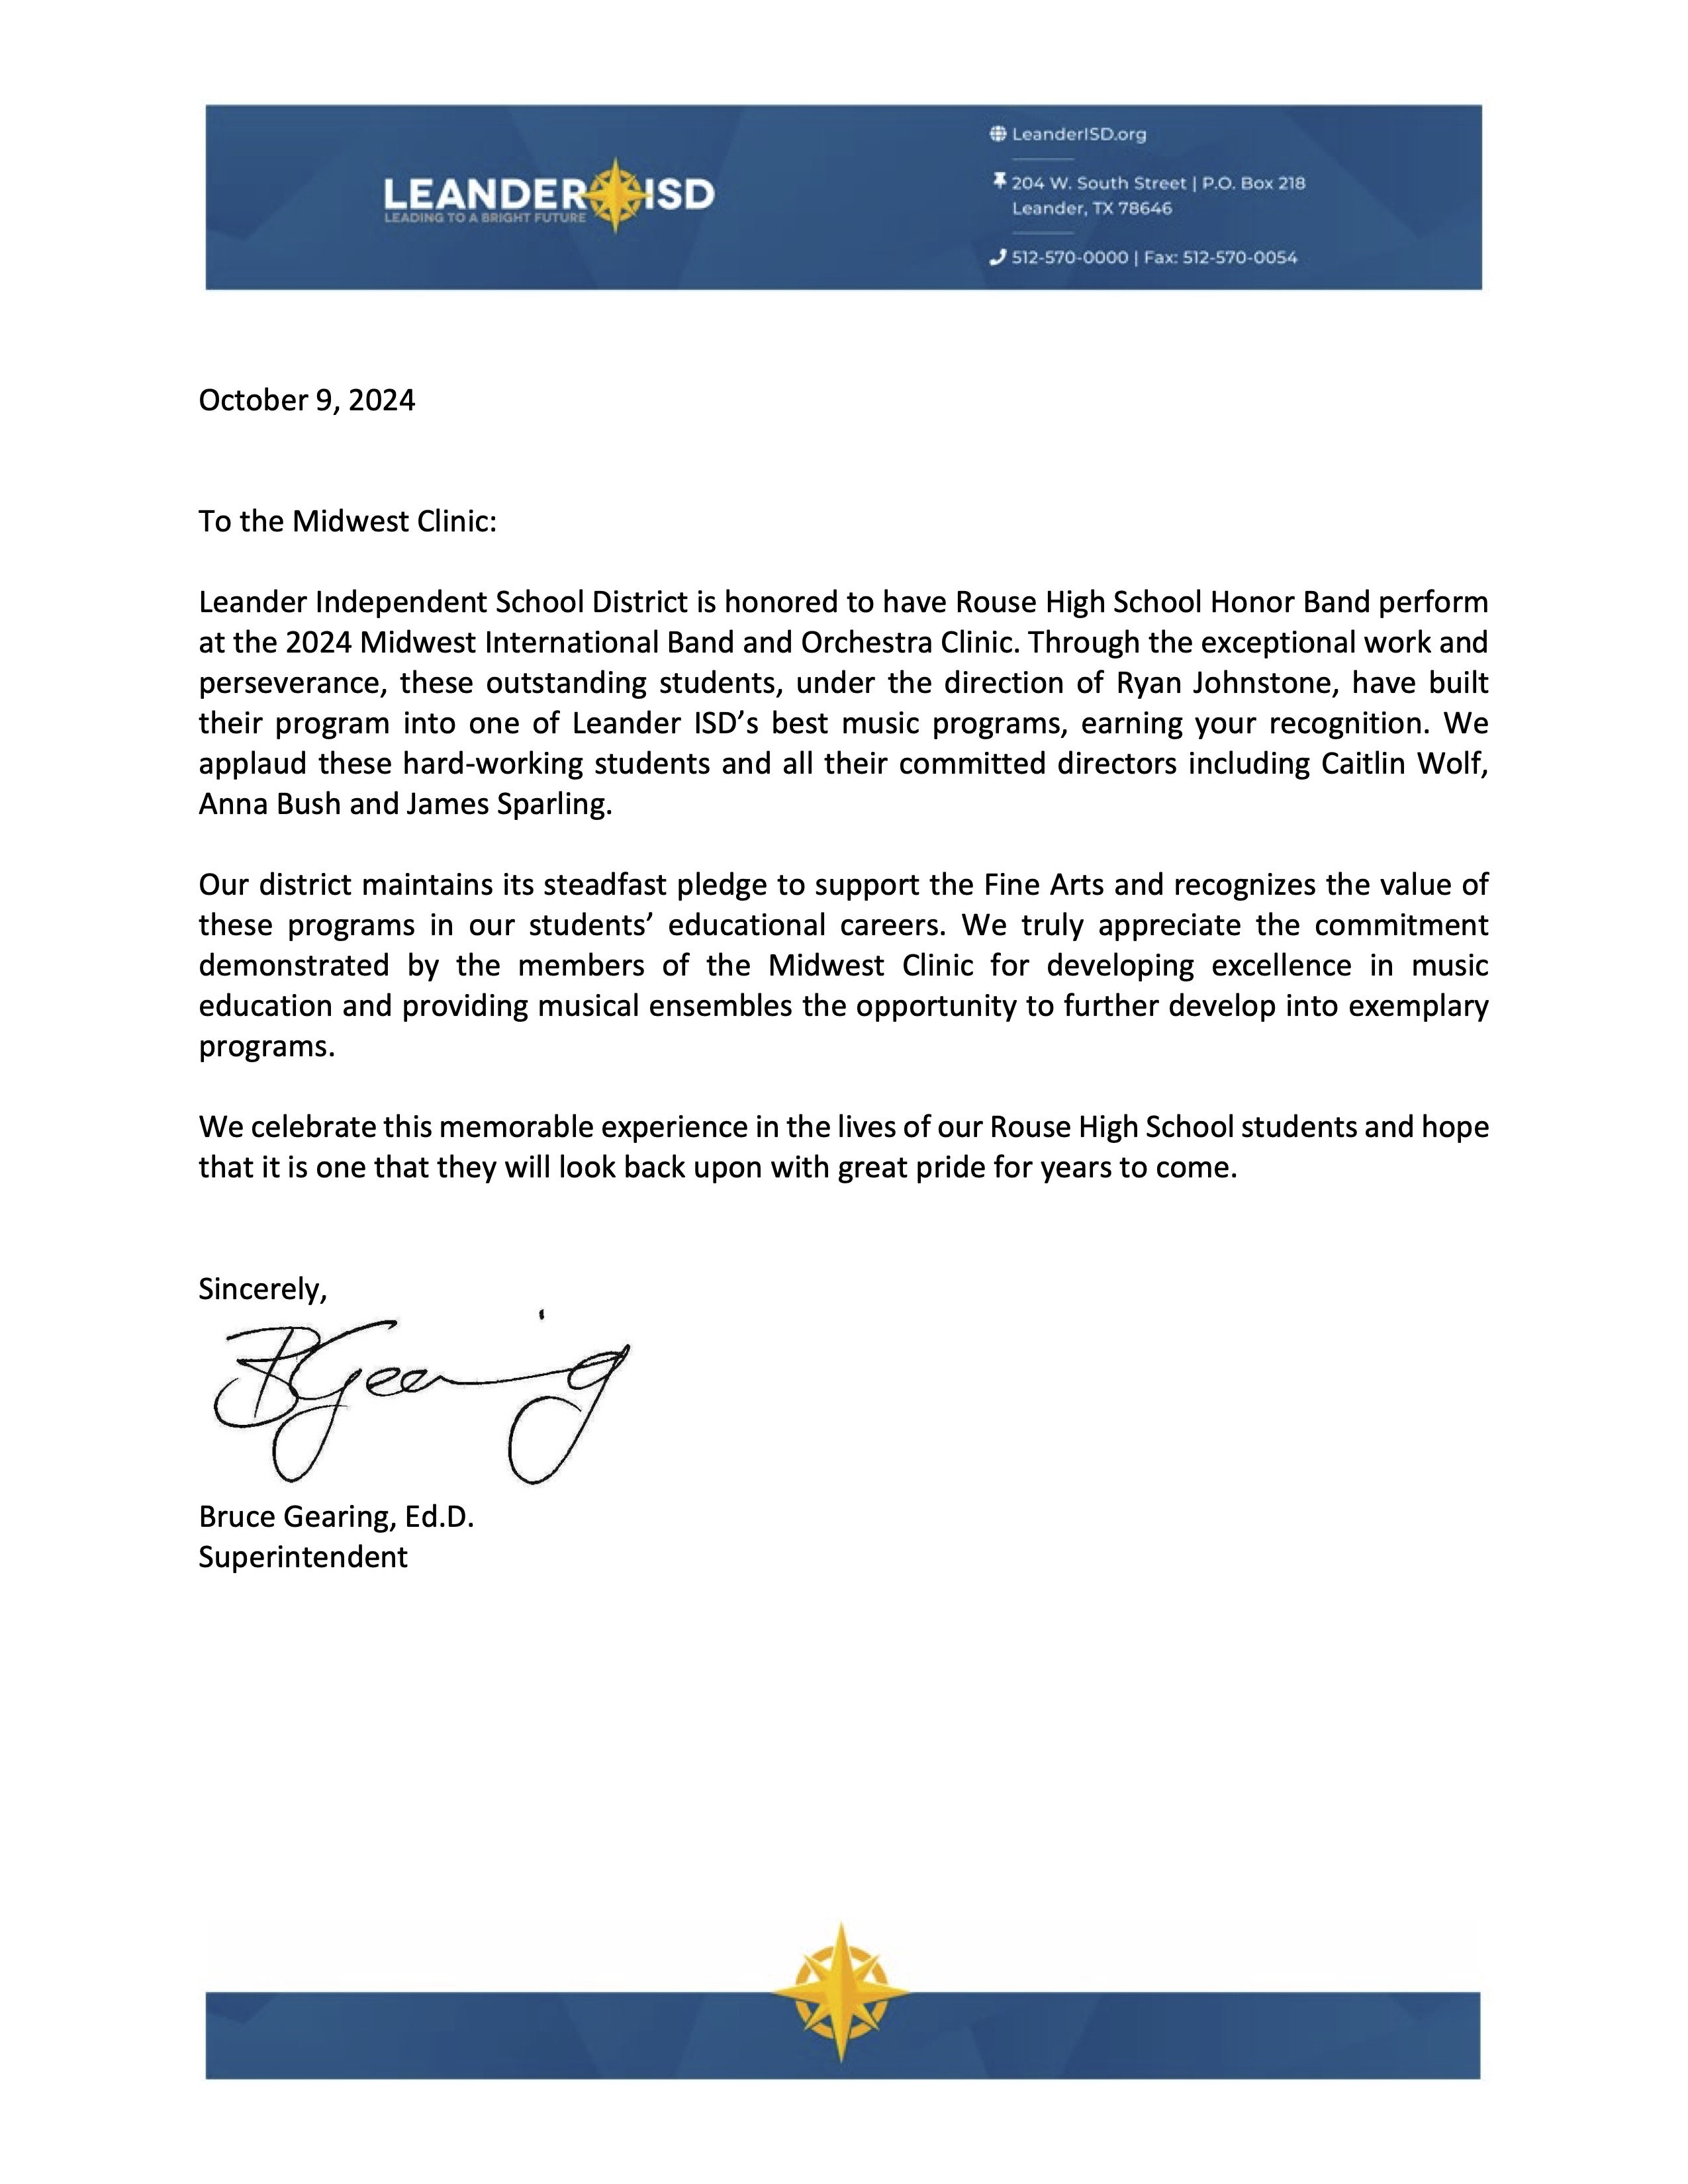 LeanderISD.org
LEANDER ISD
LEADING TO A BRIGHT FUTURE
204 W. South Street | P.O. Box 218
Leander, TX 78646
512-570-0000 | Fax: 512-570-0054
October 9, 2024
To the Midwest Clinic:
Leander Independent School District is honored to have Rouse High School Honor Band perform
at the 2024 Midwest International Band and Orchestra Clinic. Through the exceptional work and
perseverance, these outstanding students, under the direction of Ryan Johnstone, have built
their program into one of Leander ISD’s best music programs, earning your recognition. We
applaud these hard-working students and all their committed directors including Caitlin Wolf,
Anna Bush and James Sparling.
Our district maintains its steadfast pledge to support the Fine Arts and recognizes the value of
these programs in our students’ educational careers. We truly appreciate the commitment
demonstrated by the members of the Midwest Clinic for developing excellence in music
education and providing musical ensembles the opportunity to further develop into exemplary
programs.
We celebrate this memorable experience in the lives of our Rouse High School students and hope
that it is one that they will look back upon with great pride for years to come.
Sincerely,
BGearing
Bruce Gearing, Ed.D.
Superintendent